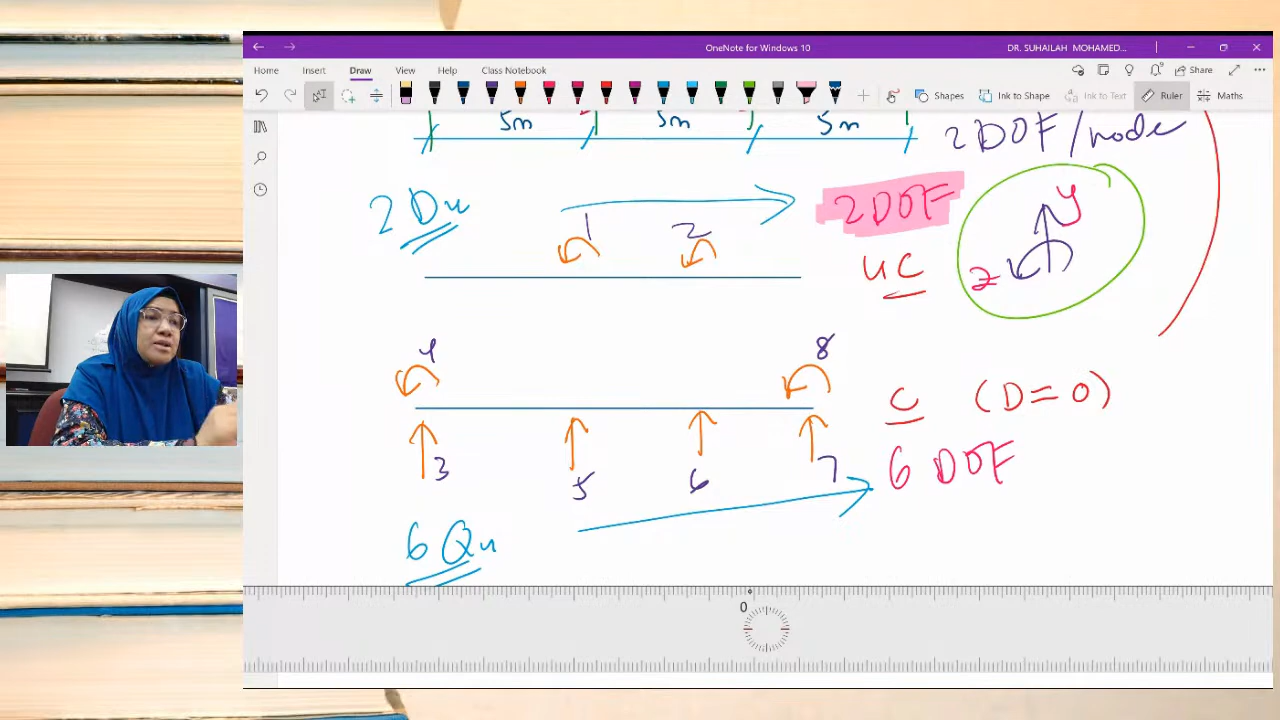 OneNote for Windows 10
DR. SUHAILAH MOHAMED...
Home Insert Draw View Help Class Notebook
Share
Shapes Ink to Shape Ink to Text Ruler Maths
5m 5m 5m
2 DOF/node
2 Du
1 2
2 DOF
y
z
uc
4 8
c (D=0)
3 5 6 7
6 DOF
6 Qu
0